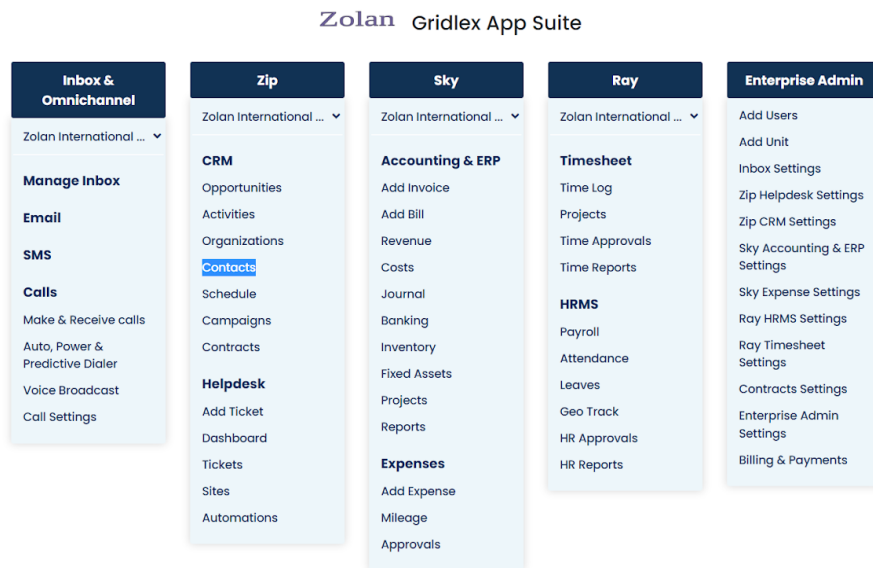 Zolan Gridlex App Suite
Inbox &
Omnichannel
Zolan International ...
Manage Inbox
Email
SMS
Calls
Make & Receive calls
Auto, Power &
Predictive Dialer
Voice Broadcast
Call Settings
Zip
Zolan International ...
CRM
Opportunities
Activities
Organizations
Contacts
Schedule
Campaigns
Contracts
Helpdesk
Add Ticket
Dashboard
Tickets
Sites
Automations
Sky
Zolan International ...
Accounting & ERP
Add Invoice
Add Bill
Revenue
Costs
Journal
Banking
Inventory
Fixed Assets
Projects
Reports
Expenses
Add Expense
Mileage
Approvals
Ray
Zolan International ...
Timesheet
Time Log
Projects
Time Approvals
Time Reports
HRMS
Payroll
Attendance
Leaves
Geo Track
HR Approvals
HR Reports
Enterprise Admin
Add Users
Add Unit
Inbox Settings
Zip Helpdesk Settings
Zip CRM Settings
Sky Accounting & ERP
Settings
Sky Expense Settings
Ray HRMS Settings
Ray Timesheet
Settings
Contracts Settings
Enterprise Admin
Settings
Billing & Payments